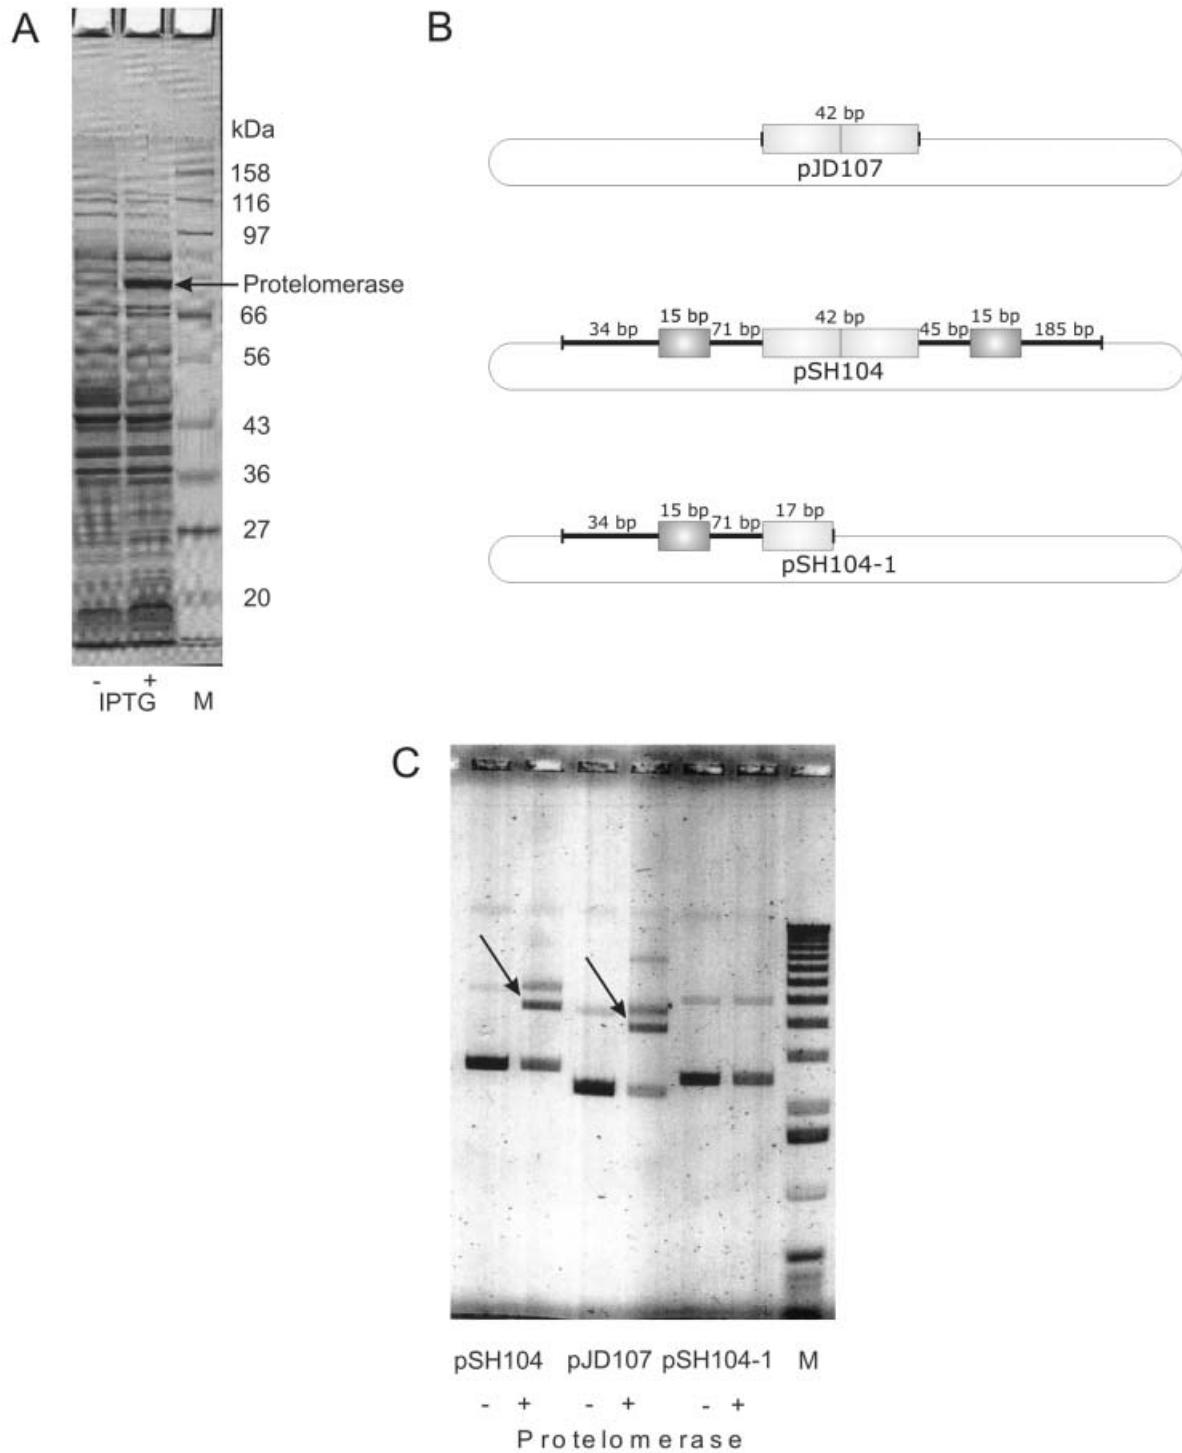 A
kDa
158
116
97
Protelomerase
66
56
43
36
27
20
- +
IPTG M
B
42 bp
pJD107
15 bp 42 bp 15 bp
34 bp 71 bp 45 bp 185 bp
pSH104
15 bp 17 bp
34 bp 71 bp
pSH104-1
C
pSH104 pJD107 pSH104-1 M
- + - + - +
Protelomerase